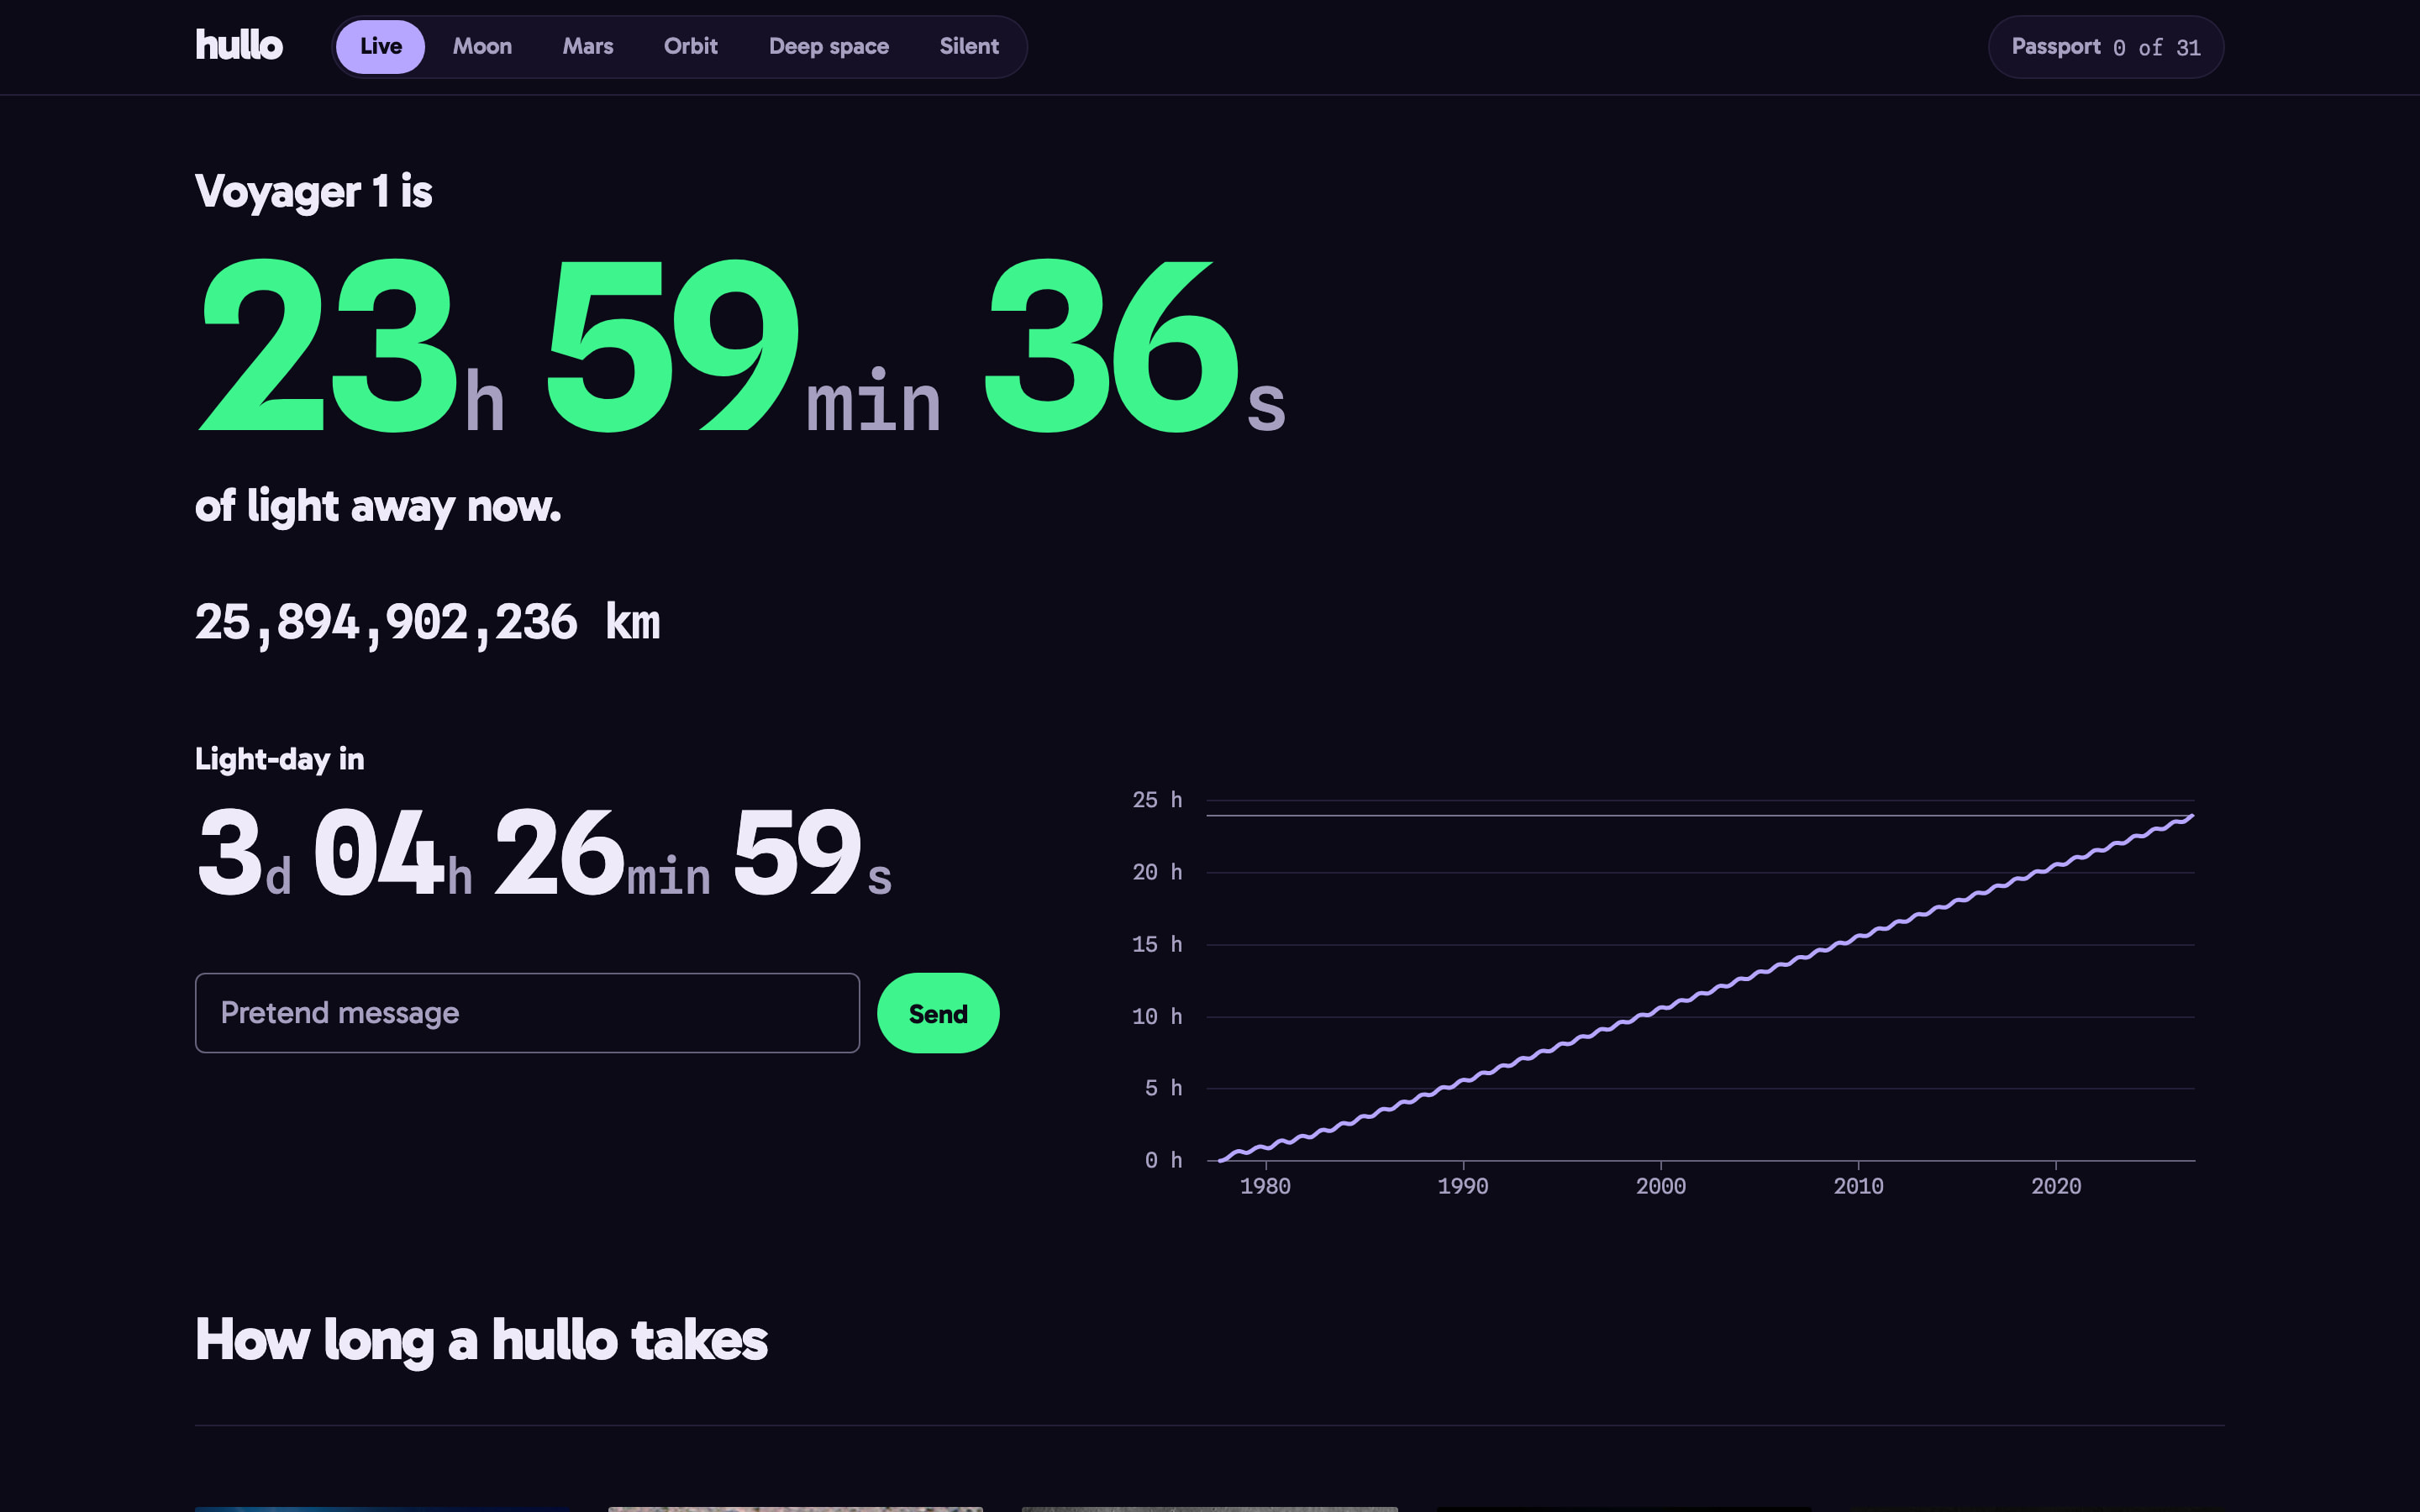 hullo Live Moon Mars Orbit Deep space Silent Passport 0 of 31
Voyager 1 is
23h 59min 36s
of light away now.
25,894,902,236 km
Light-day in
3d 04h 26min 59s
Pretend message Send
25 h
20 h
15 h
10 h
5 h
0 h
1980 1990 2000 2010 2020
How long a hullo takes